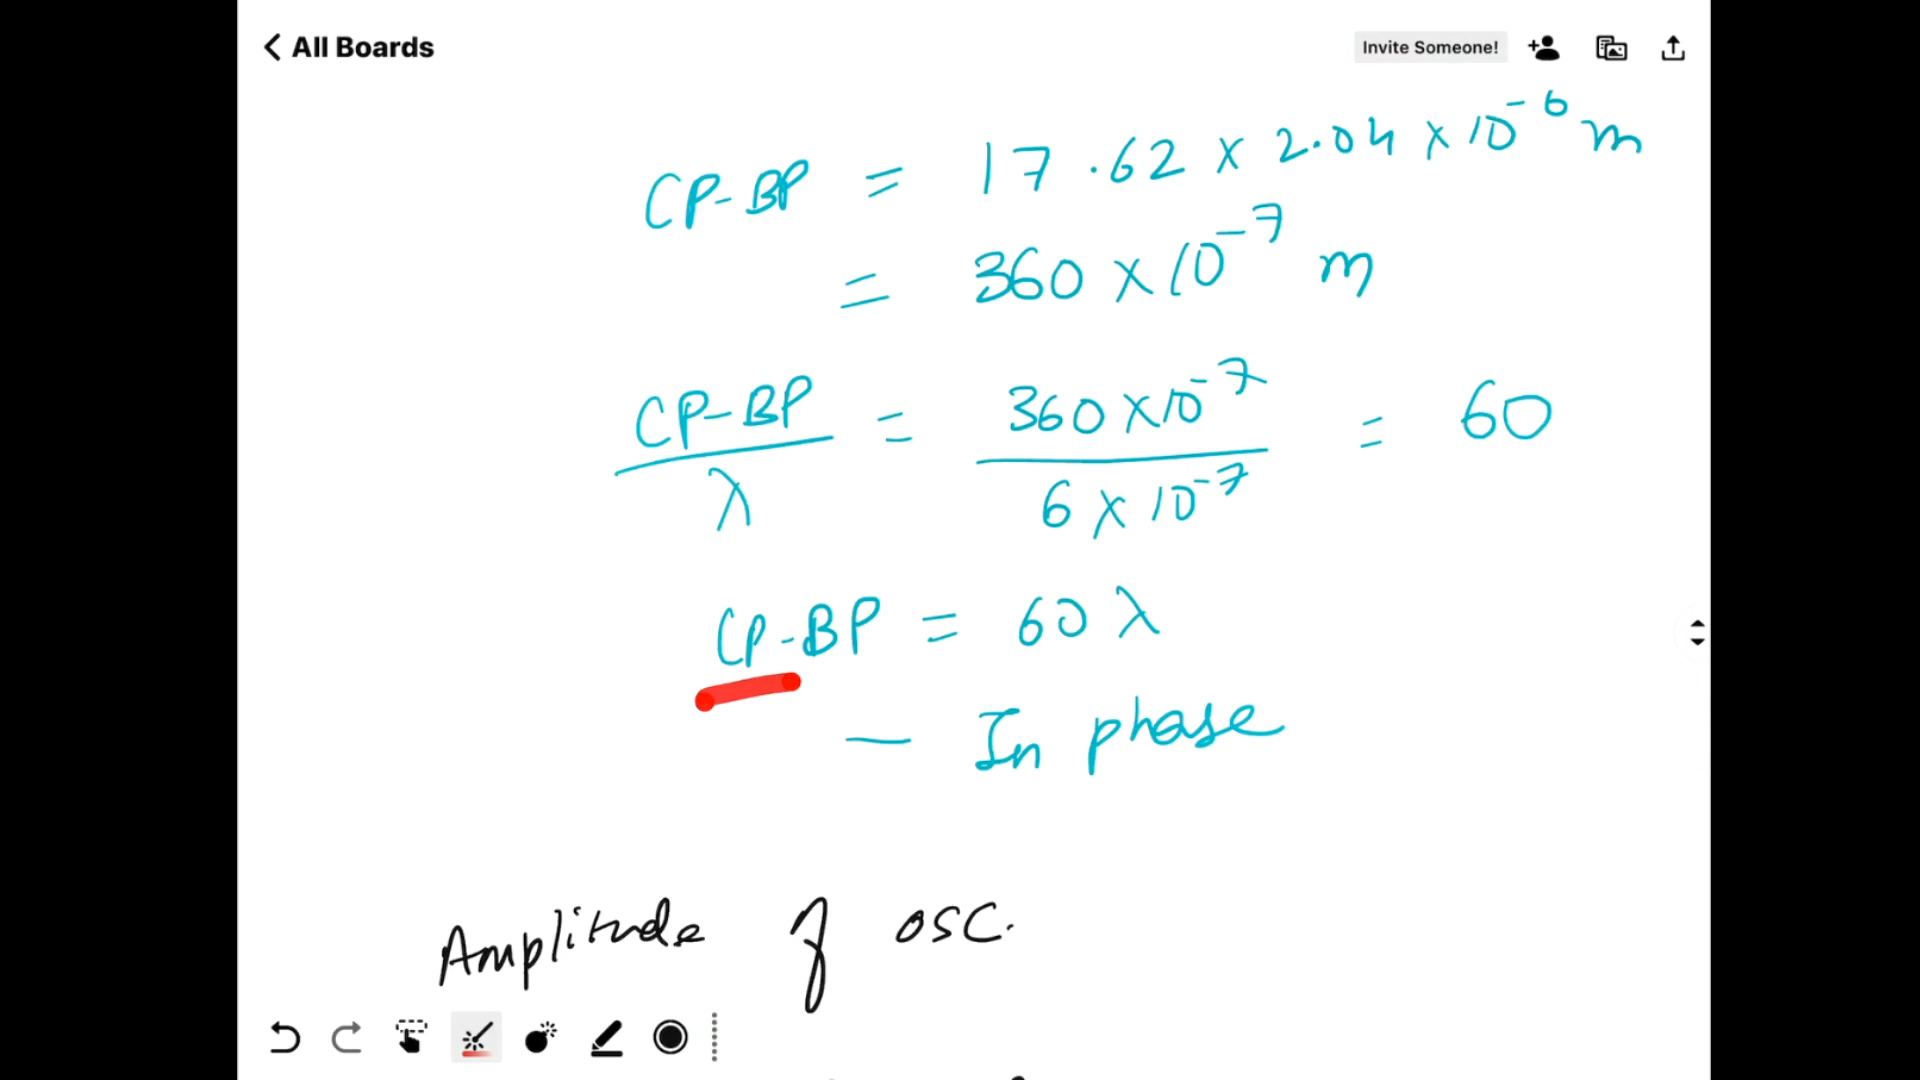 All Boards
Invite Someone!
CP-BP = 17.62 × 2.04 × 10⁻⁶ m
= 360 × 10⁻⁷ m
CP-BP / λ = 360 × 10⁻⁷ / 6 × 10⁻⁷ = 60
CP-BP = 60 λ
— In phase
Amplitude of osc.